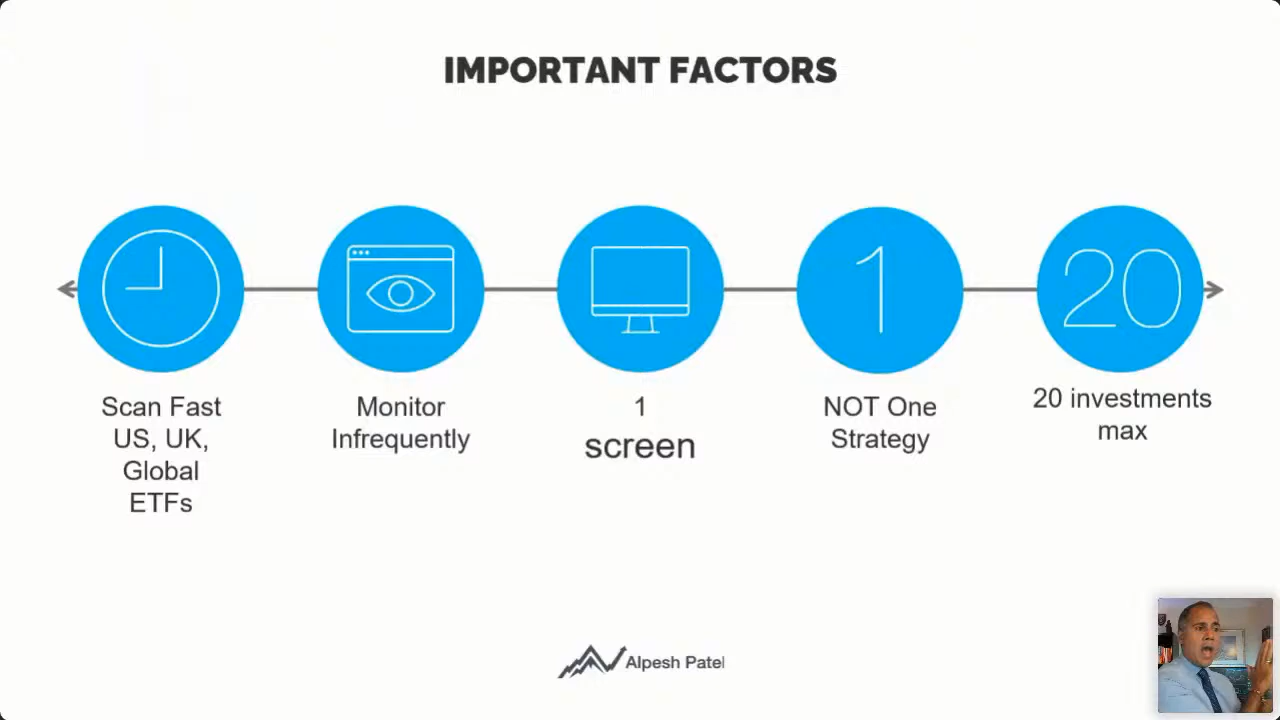 IMPORTANT FACTORS
1
20
Scan Fast
US, UK,
Global
ETFs
Monitor
Infrequently
1
screen
NOT One
Strategy
20 investments
max
Alpesh Patel